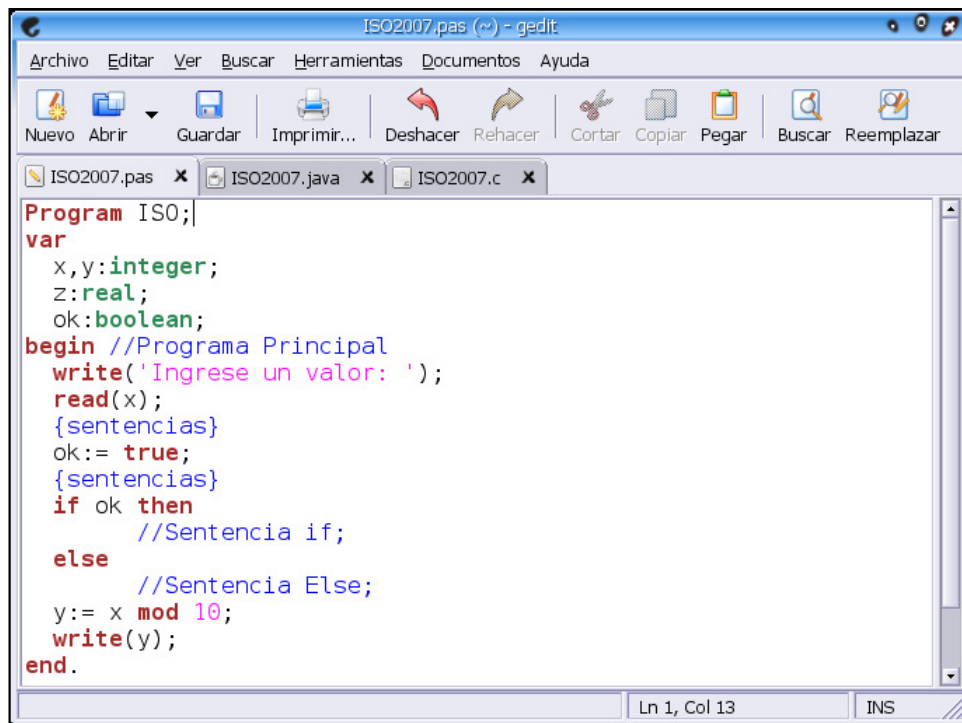 ISO2007.pas (~) - gedit
Archivo Editar Ver Buscar Herramientas Documentos Ayuda
Nuevo Abrir Guardar Imprimir... Deshacer Rehacer Cortar Copiar Pegar Buscar Reemplazar
ISO2007.pas ISO2007.java ISO2007.c
Program ISO;
var
  x,y:integer;
  z:real;
  ok:boolean;
begin //Programa Principal
  write('Ingrese un valor: ');
  read(x);
  {sentencias}
  ok:= true;
  {sentencias}
  if ok then
        //Sentencia if;
  else
        //Sentencia Else;
  y:= x mod 10;
  write(y);
end.
Ln 1, Col 13 INS